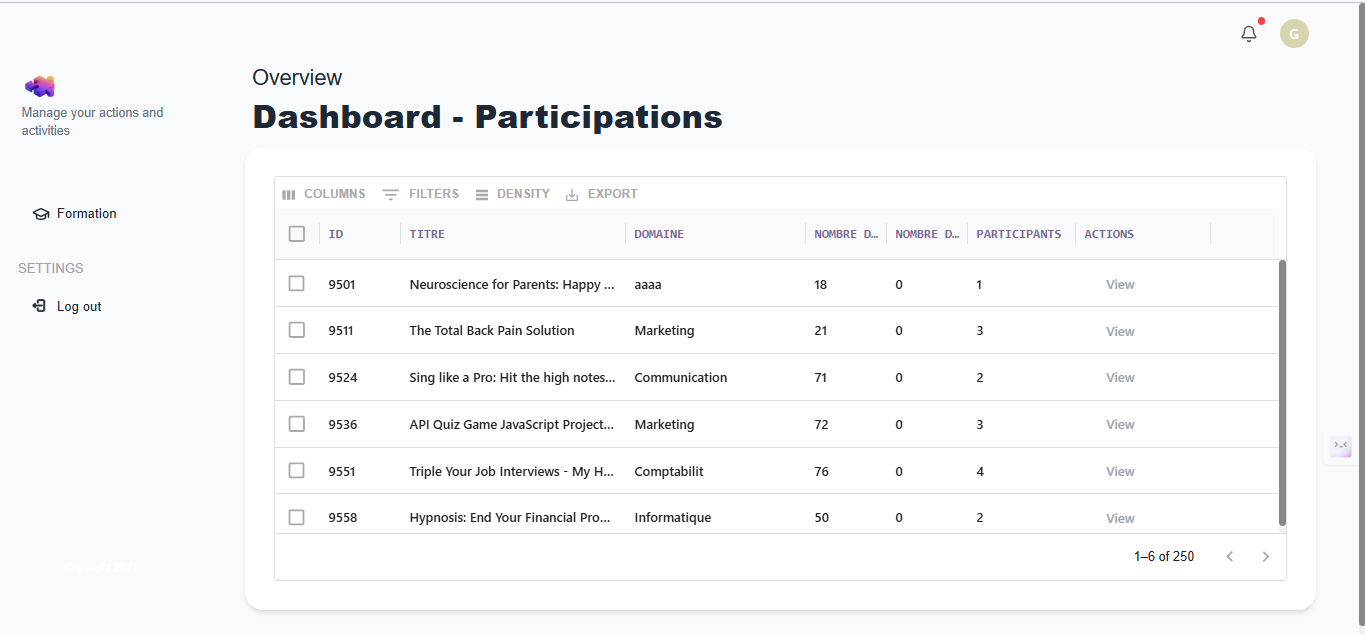 G
Overview
Manage your actions and
activities
Dashboard - Participations
COLUMNS FILTERS DENSITY EXPORT
ID TITRE DOMAINE NOMBRE D... NOMBRE D... PARTICIPANTS ACTIONS
Formation
SETTINGS
Log out
9501 Neuroscience for Parents: Happy ... aaaa 18 0 1 View
9511 The Total Back Pain Solution Marketing 21 0 3 View
9524 Sing like a Pro: Hit the high notes... Communication 71 0 2 View
9536 API Quiz Game JavaScript Project... Marketing 72 0 3 View
9551 Triple Your Job Interviews - My H... Comptabilit 76 0 4 View
9558 Hypnosis: End Your Financial Pro... Informatique 50 0 2 View
1–6 of 250